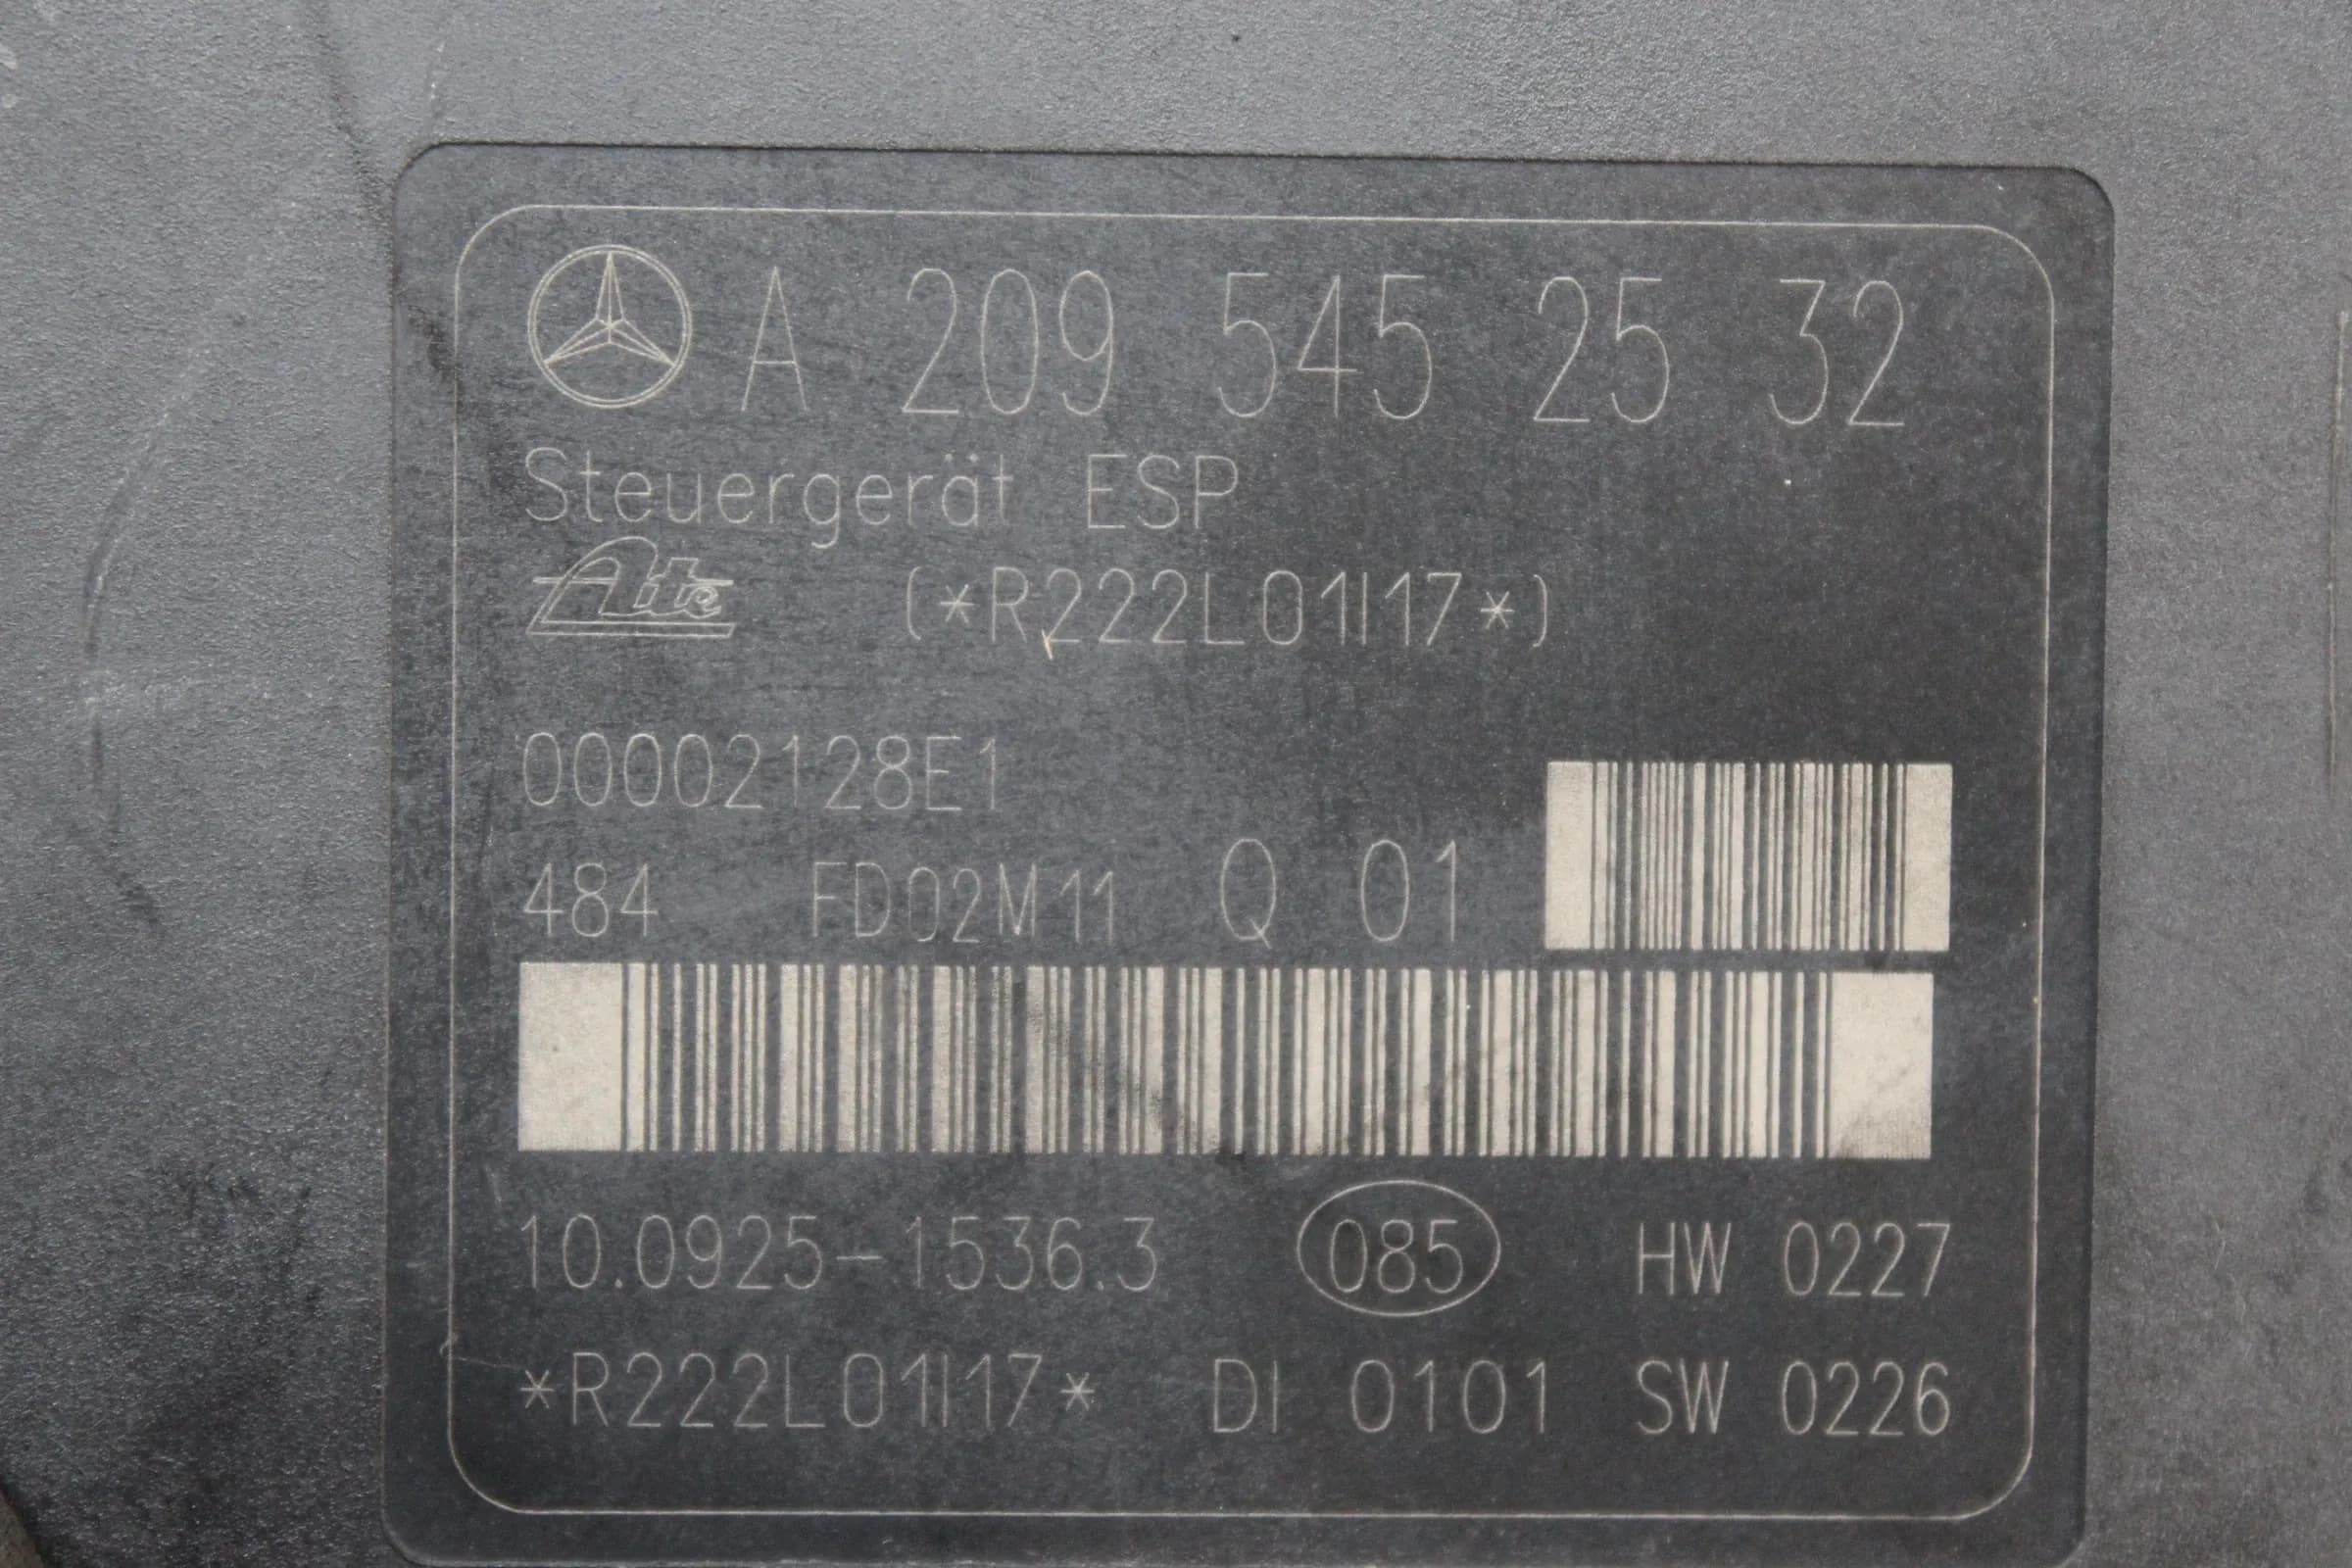 A 209 545 25 32
Steuergerät ESP
Ate (*R222L01I17*)
00002128E1
484 FD02M11 Q 01
10.0925-1536.3 085 HW 0227
*R222L01I17* DI 0101 SW 0226